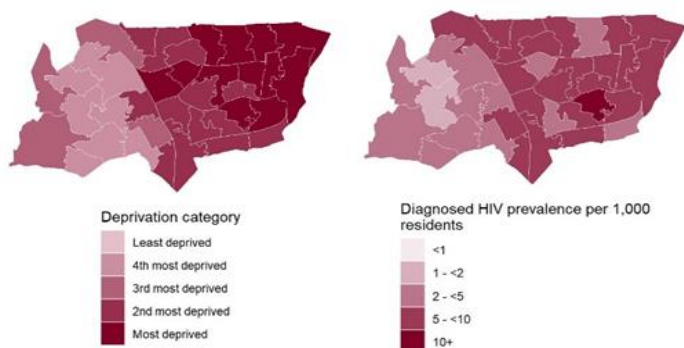 Deprivation category
Least deprived
4th most deprived
3rd most deprived
2nd most deprived
Most deprived
Diagnosed HIV prevalence per 1,000
residents
<1
1 - <2
2 - <5
5 - <10
10+